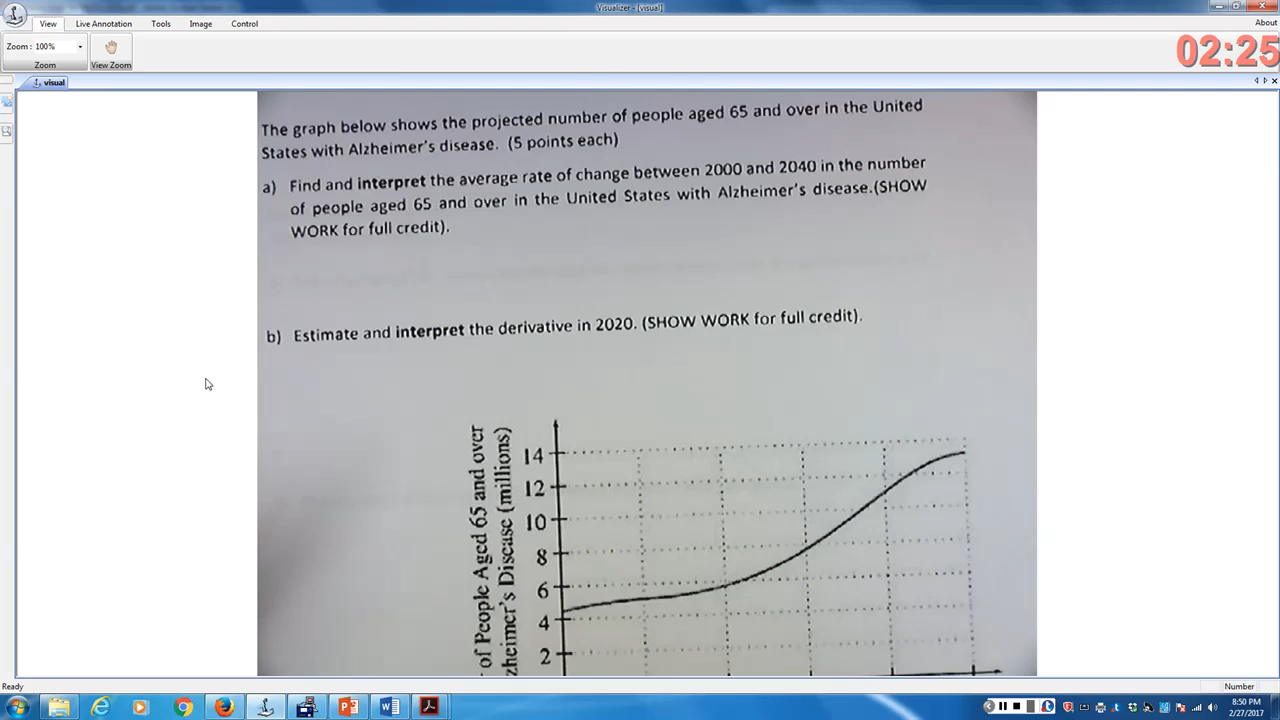 Visualizer - [visual]
View Live Annotation Tools Image Control
About
Zoom : 100%
Zoom View Zoom
02:25
visual
The graph below shows the projected number of people aged 65 and over in the United
States with Alzheimer's disease. (5 points each)
a) Find and interpret the average rate of change between 2000 and 2040 in the number
of people aged 65 and over in the United States with Alzheimer's disease.(SHOW
WORK for full credit).
b) Estimate and interpret the derivative in 2020. (SHOW WORK for full credit).
of People Aged 65 and over
zheimer's Disease (millions)
14
12
10
8
6
4
2
Ready
Number
8:50 PM
2/27/2017